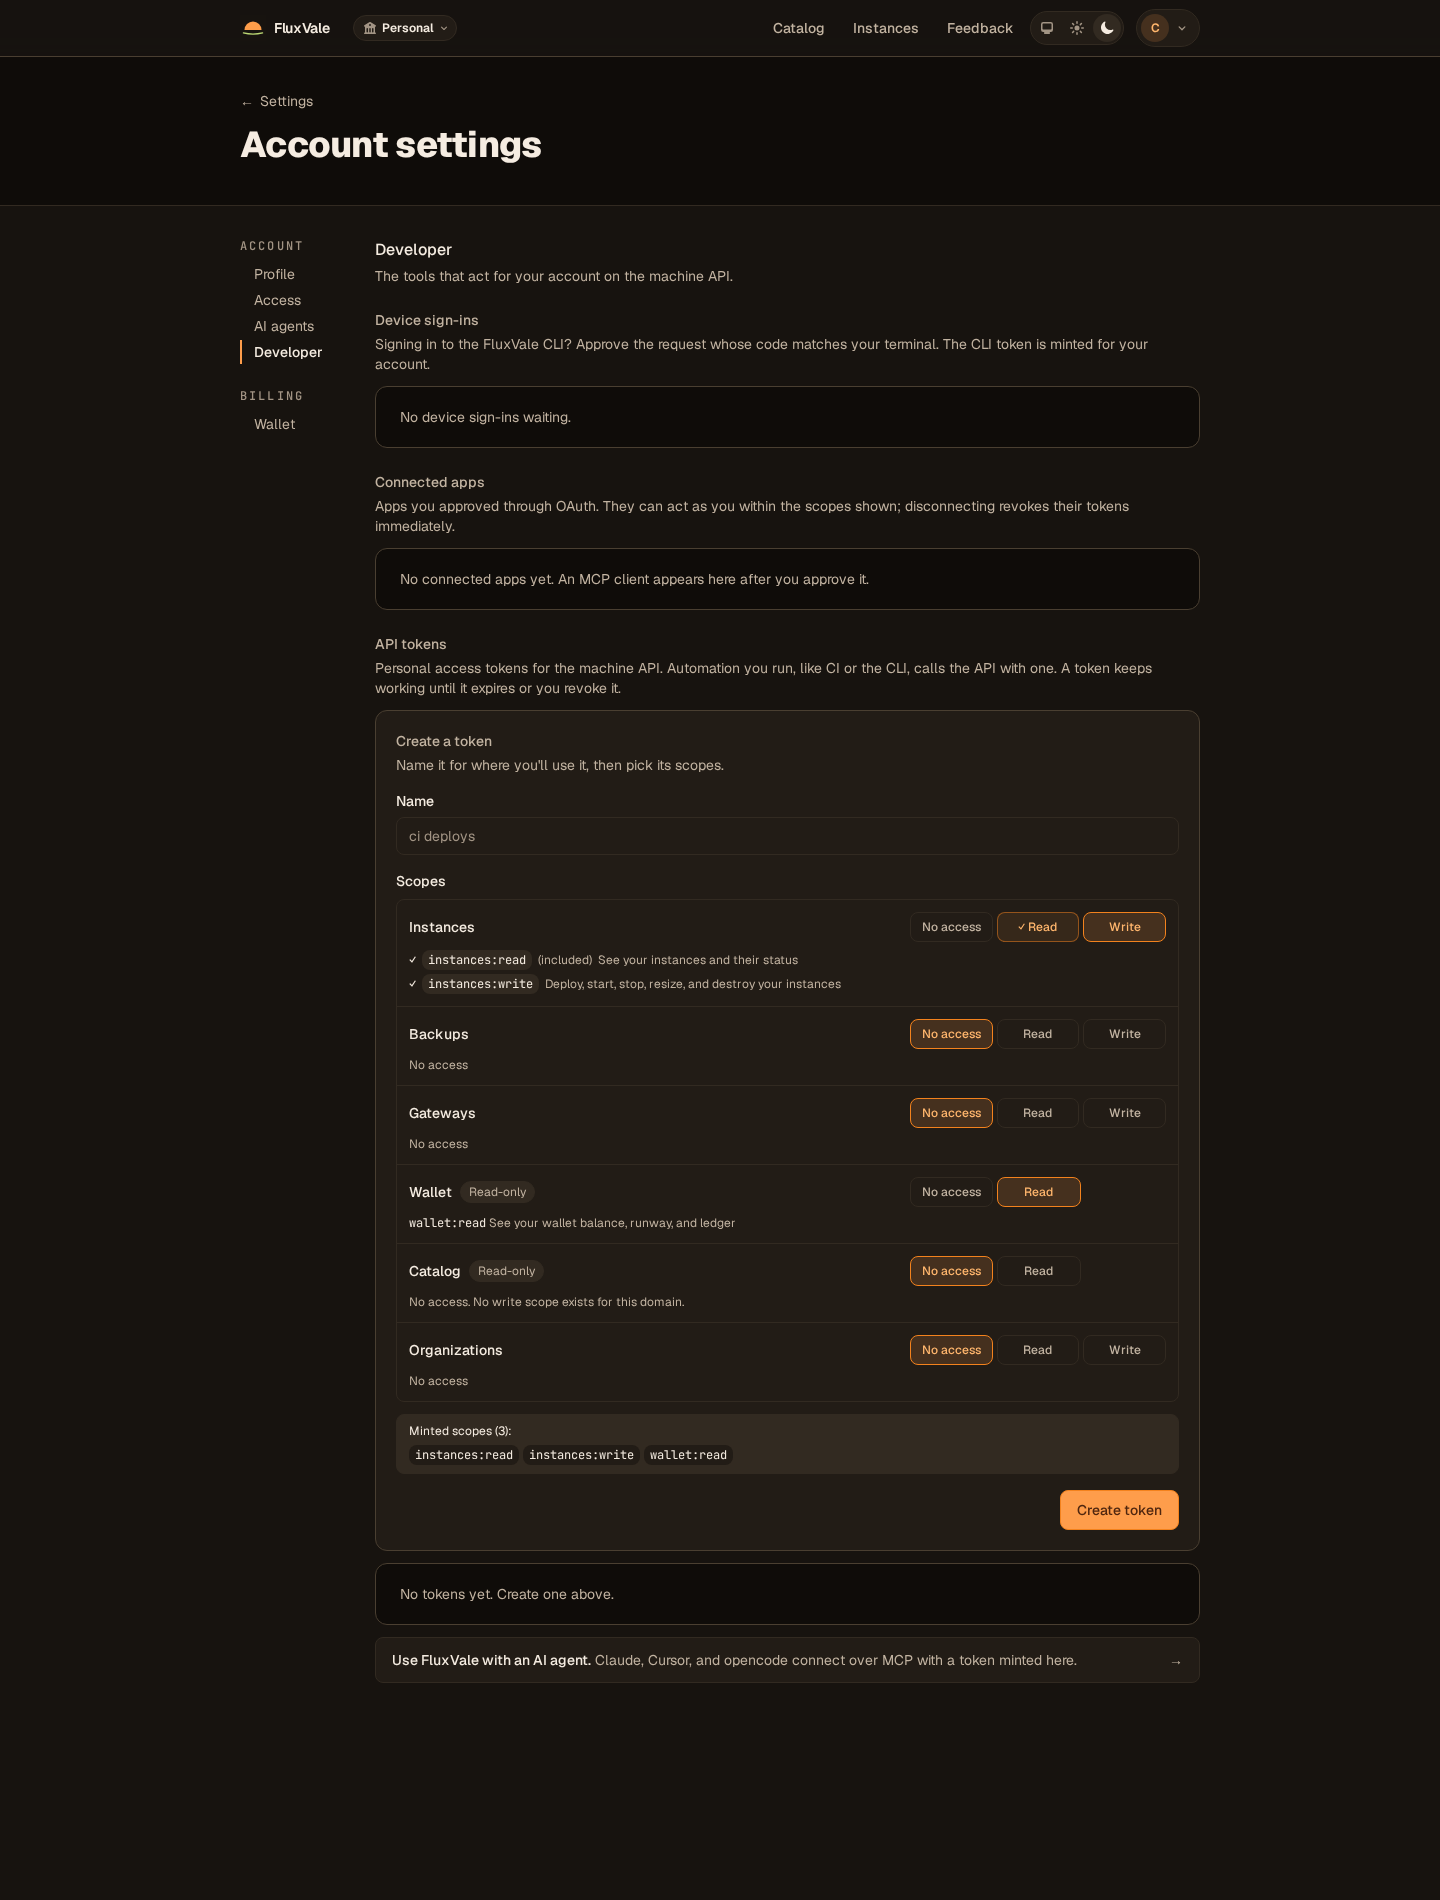 FluxVale
Personal
Catalog
Instances
Feedback
C
← Settings
Account settings
ACCOUNT
Profile
Access
AI agents
Developer
BILLING
Wallet
Developer
The tools that act for your account on the machine API.
Device sign-ins
Signing in to the FluxVale CLI? Approve the request whose code matches your terminal. The CLI token is minted for your
account.
No device sign-ins waiting.
Connected apps
Apps you approved through OAuth. They can act as you within the scopes shown; disconnecting revokes their tokens
immediately.
No connected apps yet. An MCP client appears here after you approve it.
API tokens
Personal access tokens for the machine API. Automation you run, like CI or the CLI, calls the API with one. A token keeps
working until it expires or you revoke it.
Create a token
Name it for where you'll use it, then pick its scopes.
Name
ci deploys
Scopes
Instances
No access
✓ Read
Write
✓ instances:read (included) See your instances and their status
✓ instances:write Deploy, start, stop, resize, and destroy your instances
Backups
No access
Read
Write
No access
Gateways
No access
Read
Write
No access
Wallet
Read-only
No access
Read
wallet:read See your wallet balance, runway, and ledger
Catalog
Read-only
No access
Read
No access. No write scope exists for this domain.
Organizations
No access
Read
Write
No access
Minted scopes (3):
instances:read instances:write wallet:read
Create token
No tokens yet. Create one above.
Use FluxVale with an AI agent. Claude, Cursor, and opencode connect over MCP with a token minted here. →